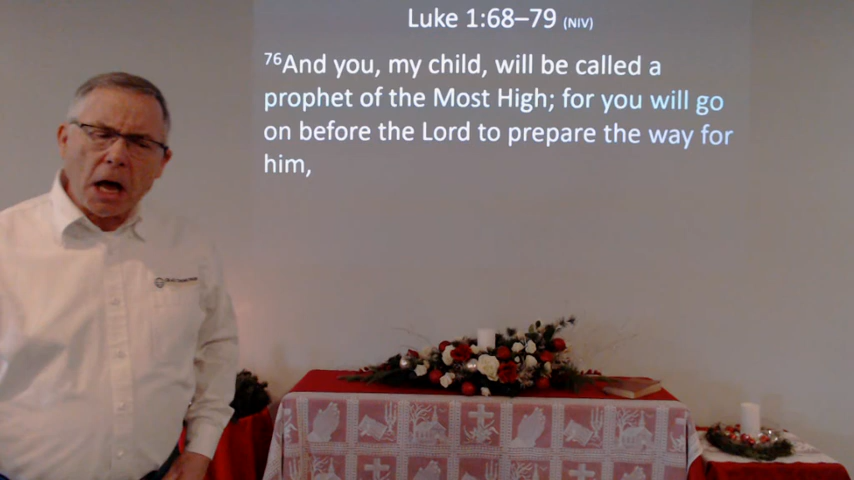 Luke 1:68–79 (NIV)
76And you, my child, will be called a
prophet of the Most High; for you will go
on before the Lord to prepare the way for
him,